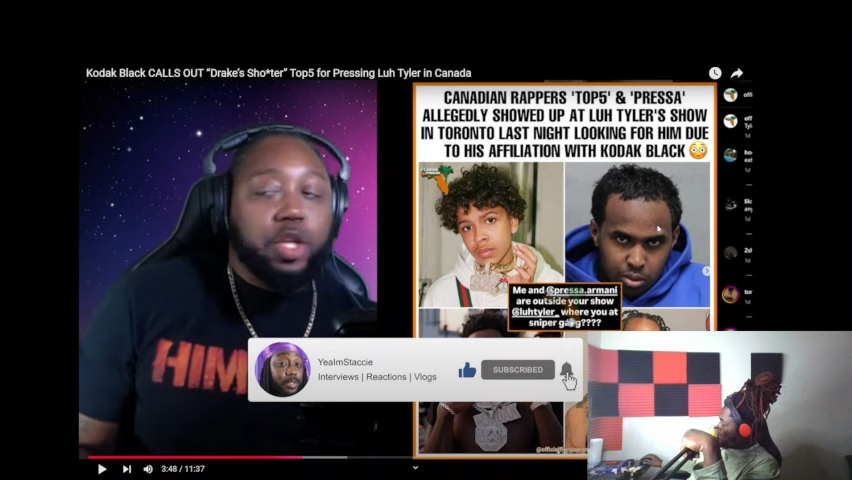 Kodak Black CALLS OUT “Drake’s Sho*ter” Top5 for Pressing Luh Tyler in Canada
CANADIAN RAPPERS 'TOP5' & 'PRESSA'
ALLEGEDLY SHOWED UP AT LUH TYLER'S SHOW
IN TORONTO LAST NIGHT LOOKING FOR HIM DUE
TO HIS AFFILIATION WITH KODAK BLACK
Me and @pressa.armani
are outside your show
@luhtyler_ where you at
sniper gang????
HIM
YeaImStaccie
Interviews | Reactions | Vlogs
SUBSCRIBED
3:48 / 11:37